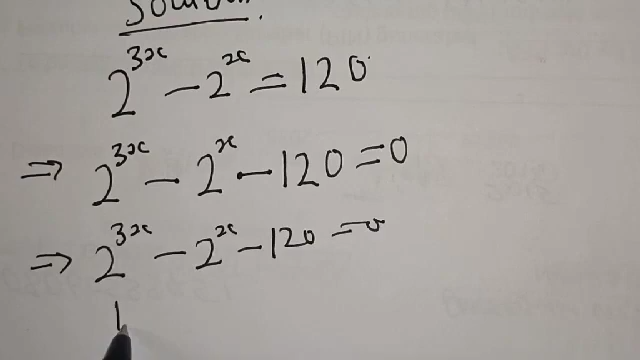 Solution.
2^{3x} - 2^x = 120
⇒ 2^{3x} - 2^x - 120 = 0
⇒ 2^{3x} - 2^x - 120 = 0